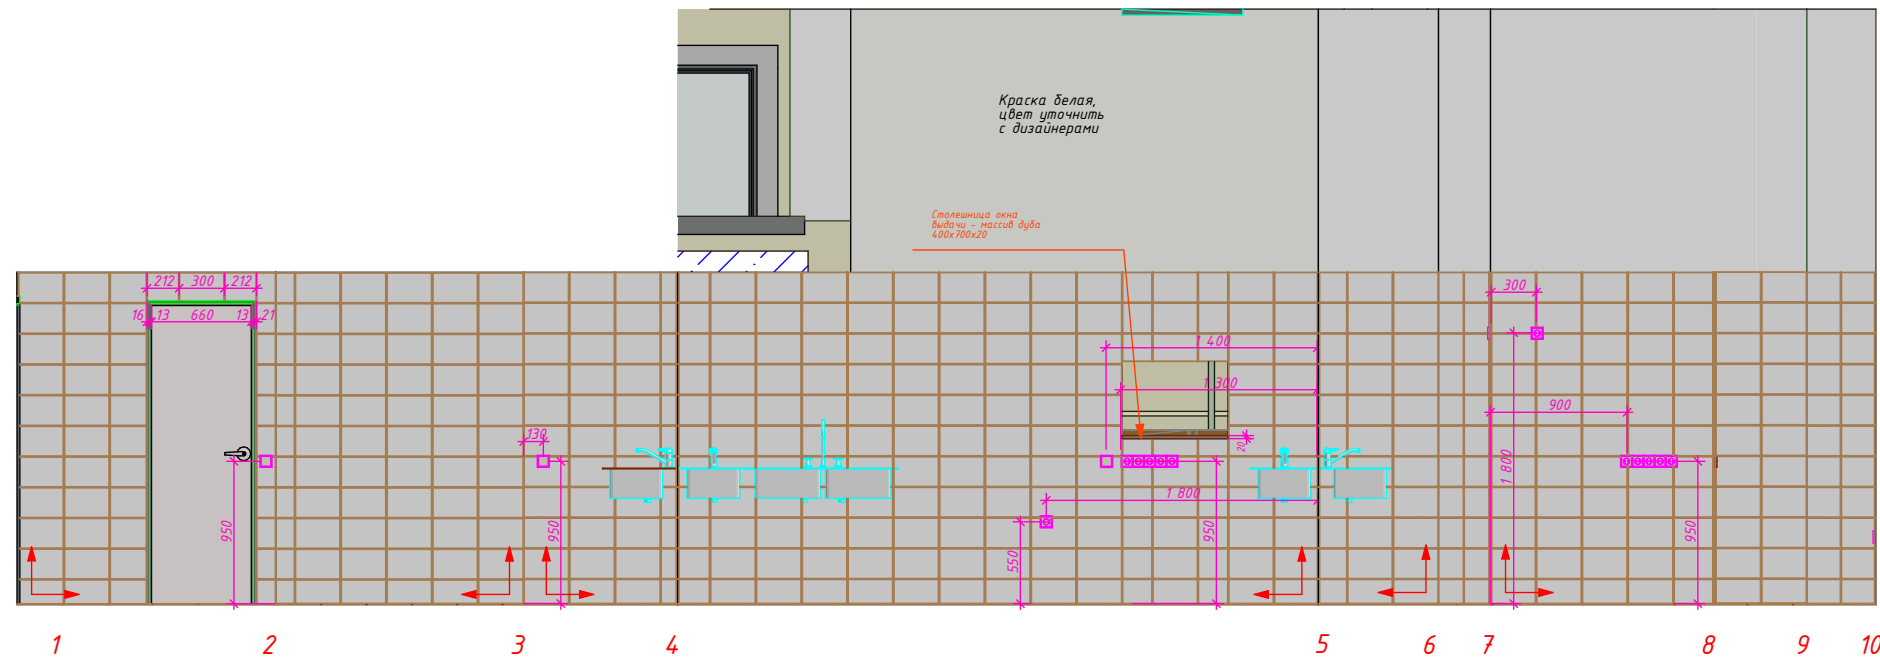 Краска белая,
цвет уточнить
с дизайнерами
Столешница окна
выдачи - массив дуба
400х700х20
212 300 212
16 13 660 13 21
300
1 400
1 300
900
130
20
1 800
1 800
950
950
550
950
950
1 2 3 4 5 6 7 8 9 10